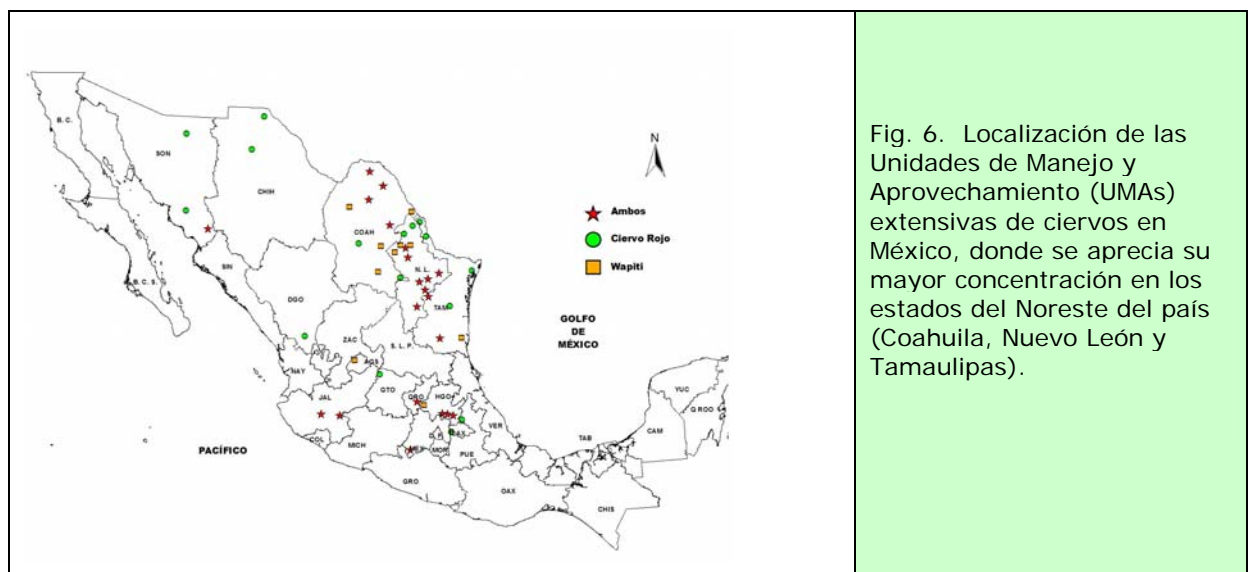 B.C.
SON
CHIH
N
Ambos
COAH
Ciervo Rojo
Wapiti
SIN
N.L.
B.C.S.
DGO
TAM
GOLFO
DE
MÉXICO
ZAC
S.L.P.
AGS
NAY
GTO
QRO
HGO
JAL
YUC
Q ROO
VER
COL
MICH
D.F.
CAM
TAB
PACÍFICO
MEX
MOR
PUE
GRO
OAX
CHIS
Fig. 6. Localización de las
Unidades de Manejo y
Aprovechamiento (UMAs)
extensivas de ciervos en
México, donde se aprecia su
mayor concentración en los
estados del Noreste del país
(Coahuila, Nuevo León y
Tamaulipas).